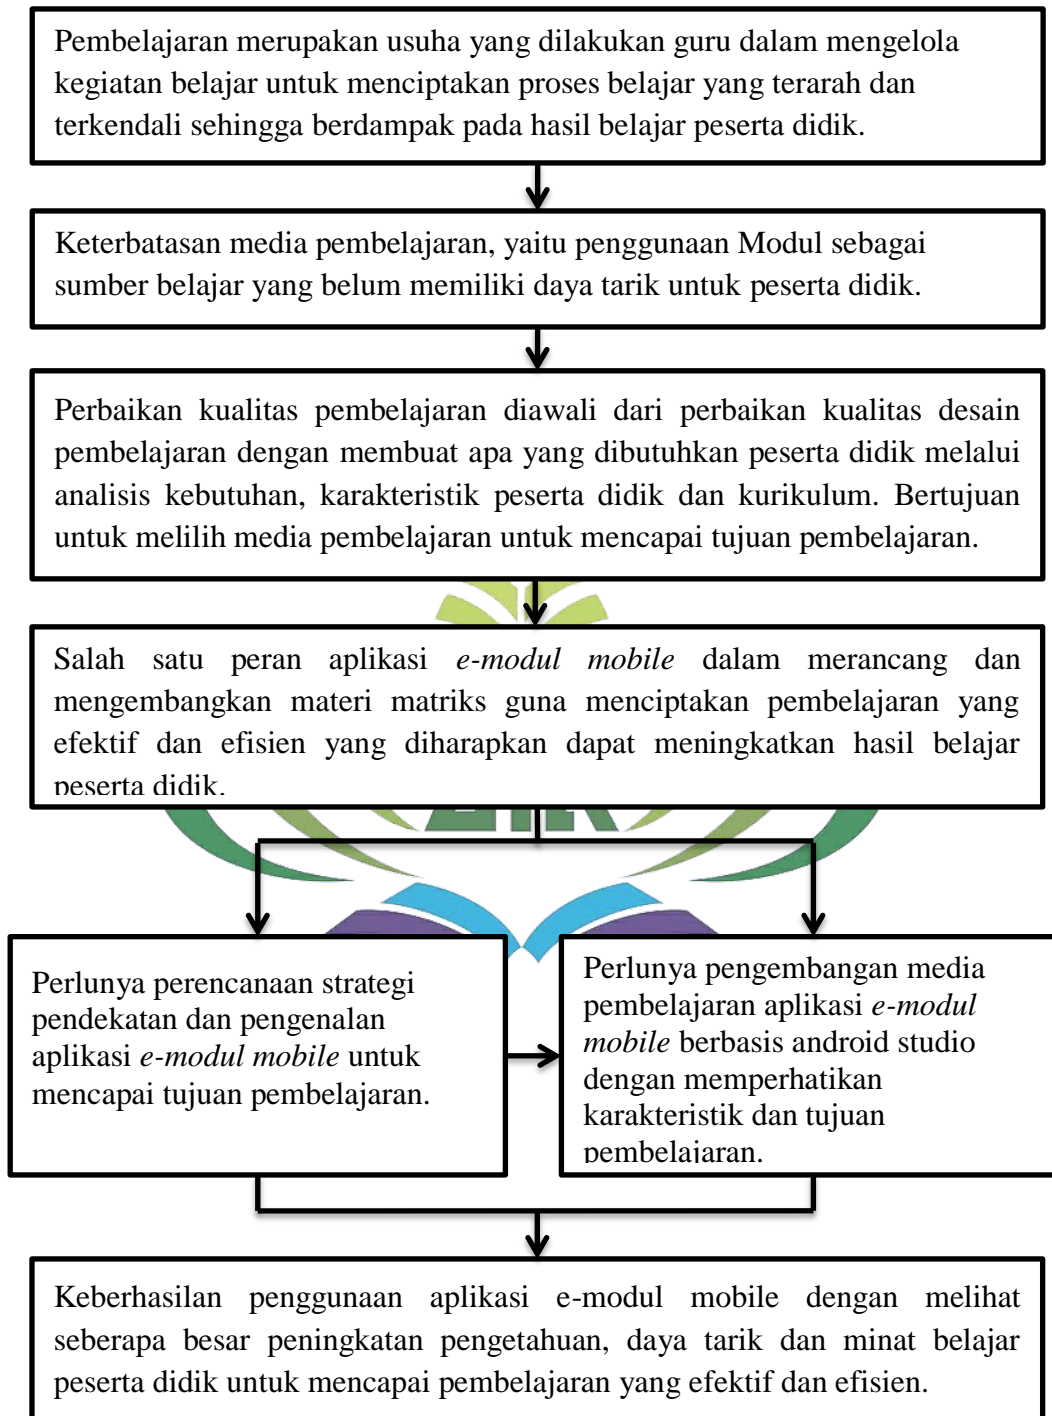 Pembelajaran merupakan usuha yang dilakukan guru dalam mengelola
kegiatan belajar untuk menciptakan proses belajar yang terarah dan
terkendali sehingga berdampak pada hasil belajar peserta didik.
Keterbatasan media pembelajaran, yaitu penggunaan Modul sebagai
sumber belajar yang belum memiliki daya tarik untuk peserta didik.
Perbaikan kualitas pembelajaran diawali dari perbaikan kualitas desain
pembelajaran dengan membuat apa yang dibutuhkan peserta didik melalui
analisis kebutuhan, karakteristik peserta didik dan kurikulum. Bertujuan
untuk melilih media pembelajaran untuk mencapai tujuan pembelajaran.
Salah satu peran aplikasi e-modul mobile dalam merancang dan
mengembangkan materi matriks guna menciptakan pembelajaran yang
efektif dan efisien yang diharapkan dapat meningkatkan hasil belajar
peserta didik.
Perlunya perencanaan strategi
pendekatan dan pengenalan
aplikasi e-modul mobile untuk
mencapai tujuan pembelajaran.
Perlunya pengembangan media
pembelajaran aplikasi e-modul
mobile berbasis android studio
dengan memperhatikan
karakteristik dan tujuan
pembelajaran.
Keberhasilan penggunaan aplikasi e-modul mobile dengan melihat
seberapa besar peningkatan pengetahuan, daya tarik dan minat belajar
peserta didik untuk mencapai pembelajaran yang efektif dan efisien.